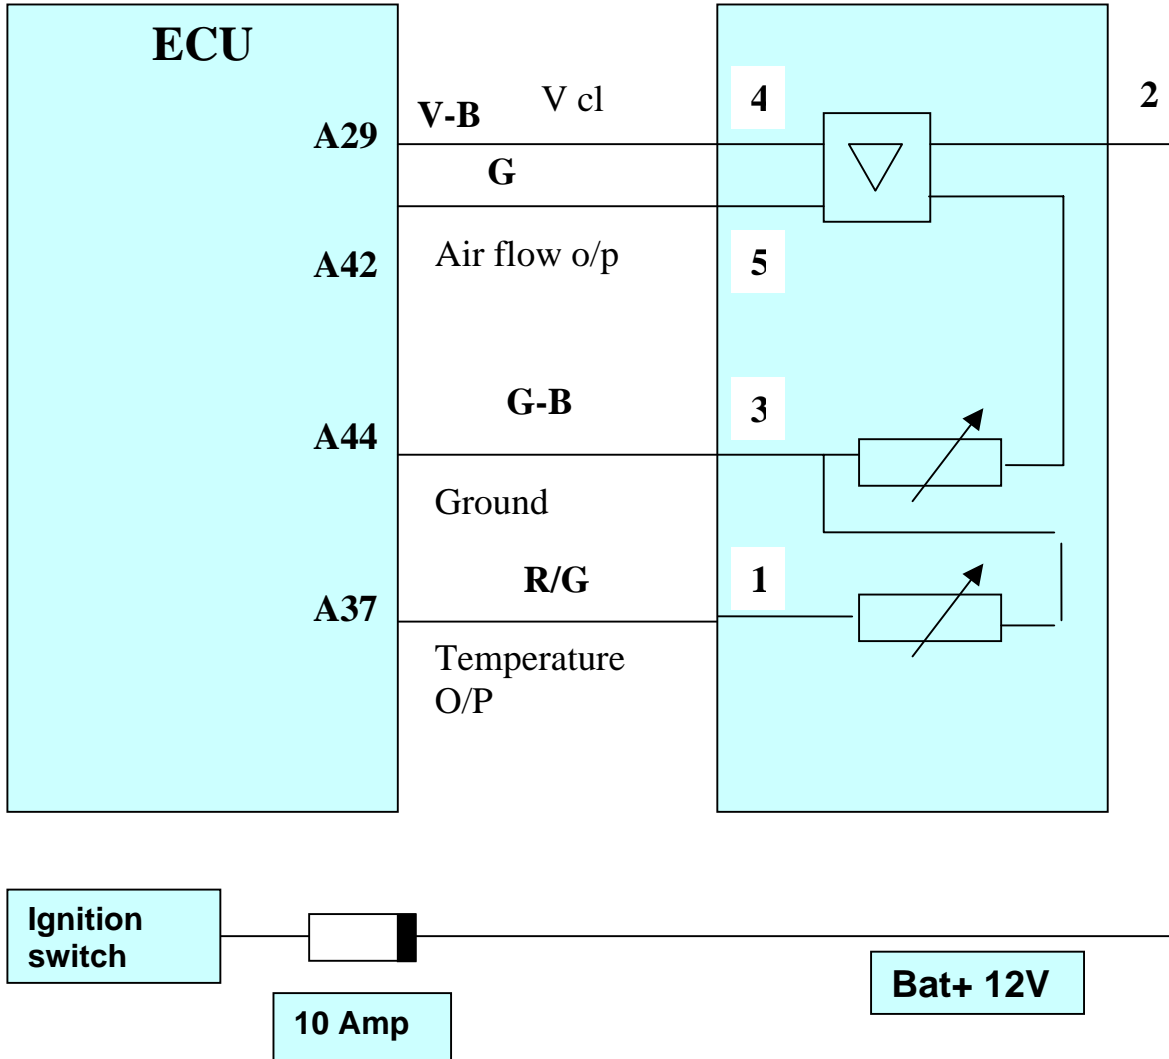 ECU
A29
V-B
V cl
4
2
G
A42
Air flow o/p
5
G-B
3
A44
Ground
R/G
1
A37
Temperature
O/P
Ignition
switch
10 Amp
Bat+ 12V